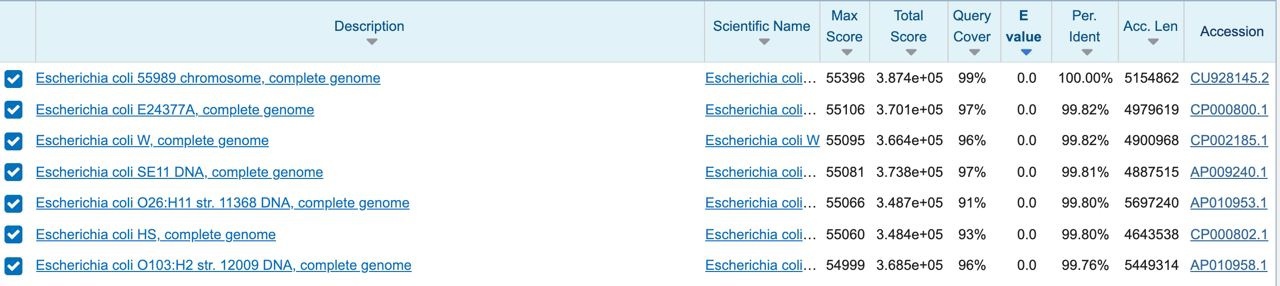 Description Scientific Name Max Score Total Score Query Cover E value Per. Ident Acc. Len Accession
Escherichia coli 55989 chromosome, complete genome Escherichia coli... 55396 3.874e+05 99% 0.0 100.00% 5154862 CU928145.2
Escherichia coli E24377A, complete genome Escherichia coli... 55106 3.701e+05 97% 0.0 99.82% 4979619 CP000800.1
Escherichia coli W, complete genome Escherichia coli W 55095 3.664e+05 96% 0.0 99.82% 4900968 CP002185.1
Escherichia coli SE11 DNA, complete genome Escherichia coli... 55081 3.738e+05 97% 0.0 99.81% 4887515 AP009240.1
Escherichia coli O26:H11 str. 11368 DNA, complete genome Escherichia coli... 55066 3.487e+05 91% 0.0 99.80% 5697240 AP010953.1
Escherichia coli HS, complete genome Escherichia coli... 55060 3.484e+05 93% 0.0 99.80% 4643538 CP000802.1
Escherichia coli O103:H2 str. 12009 DNA, complete genome Escherichia coli... 54999 3.685e+05 96% 0.0 99.76% 5449314 AP010958.1